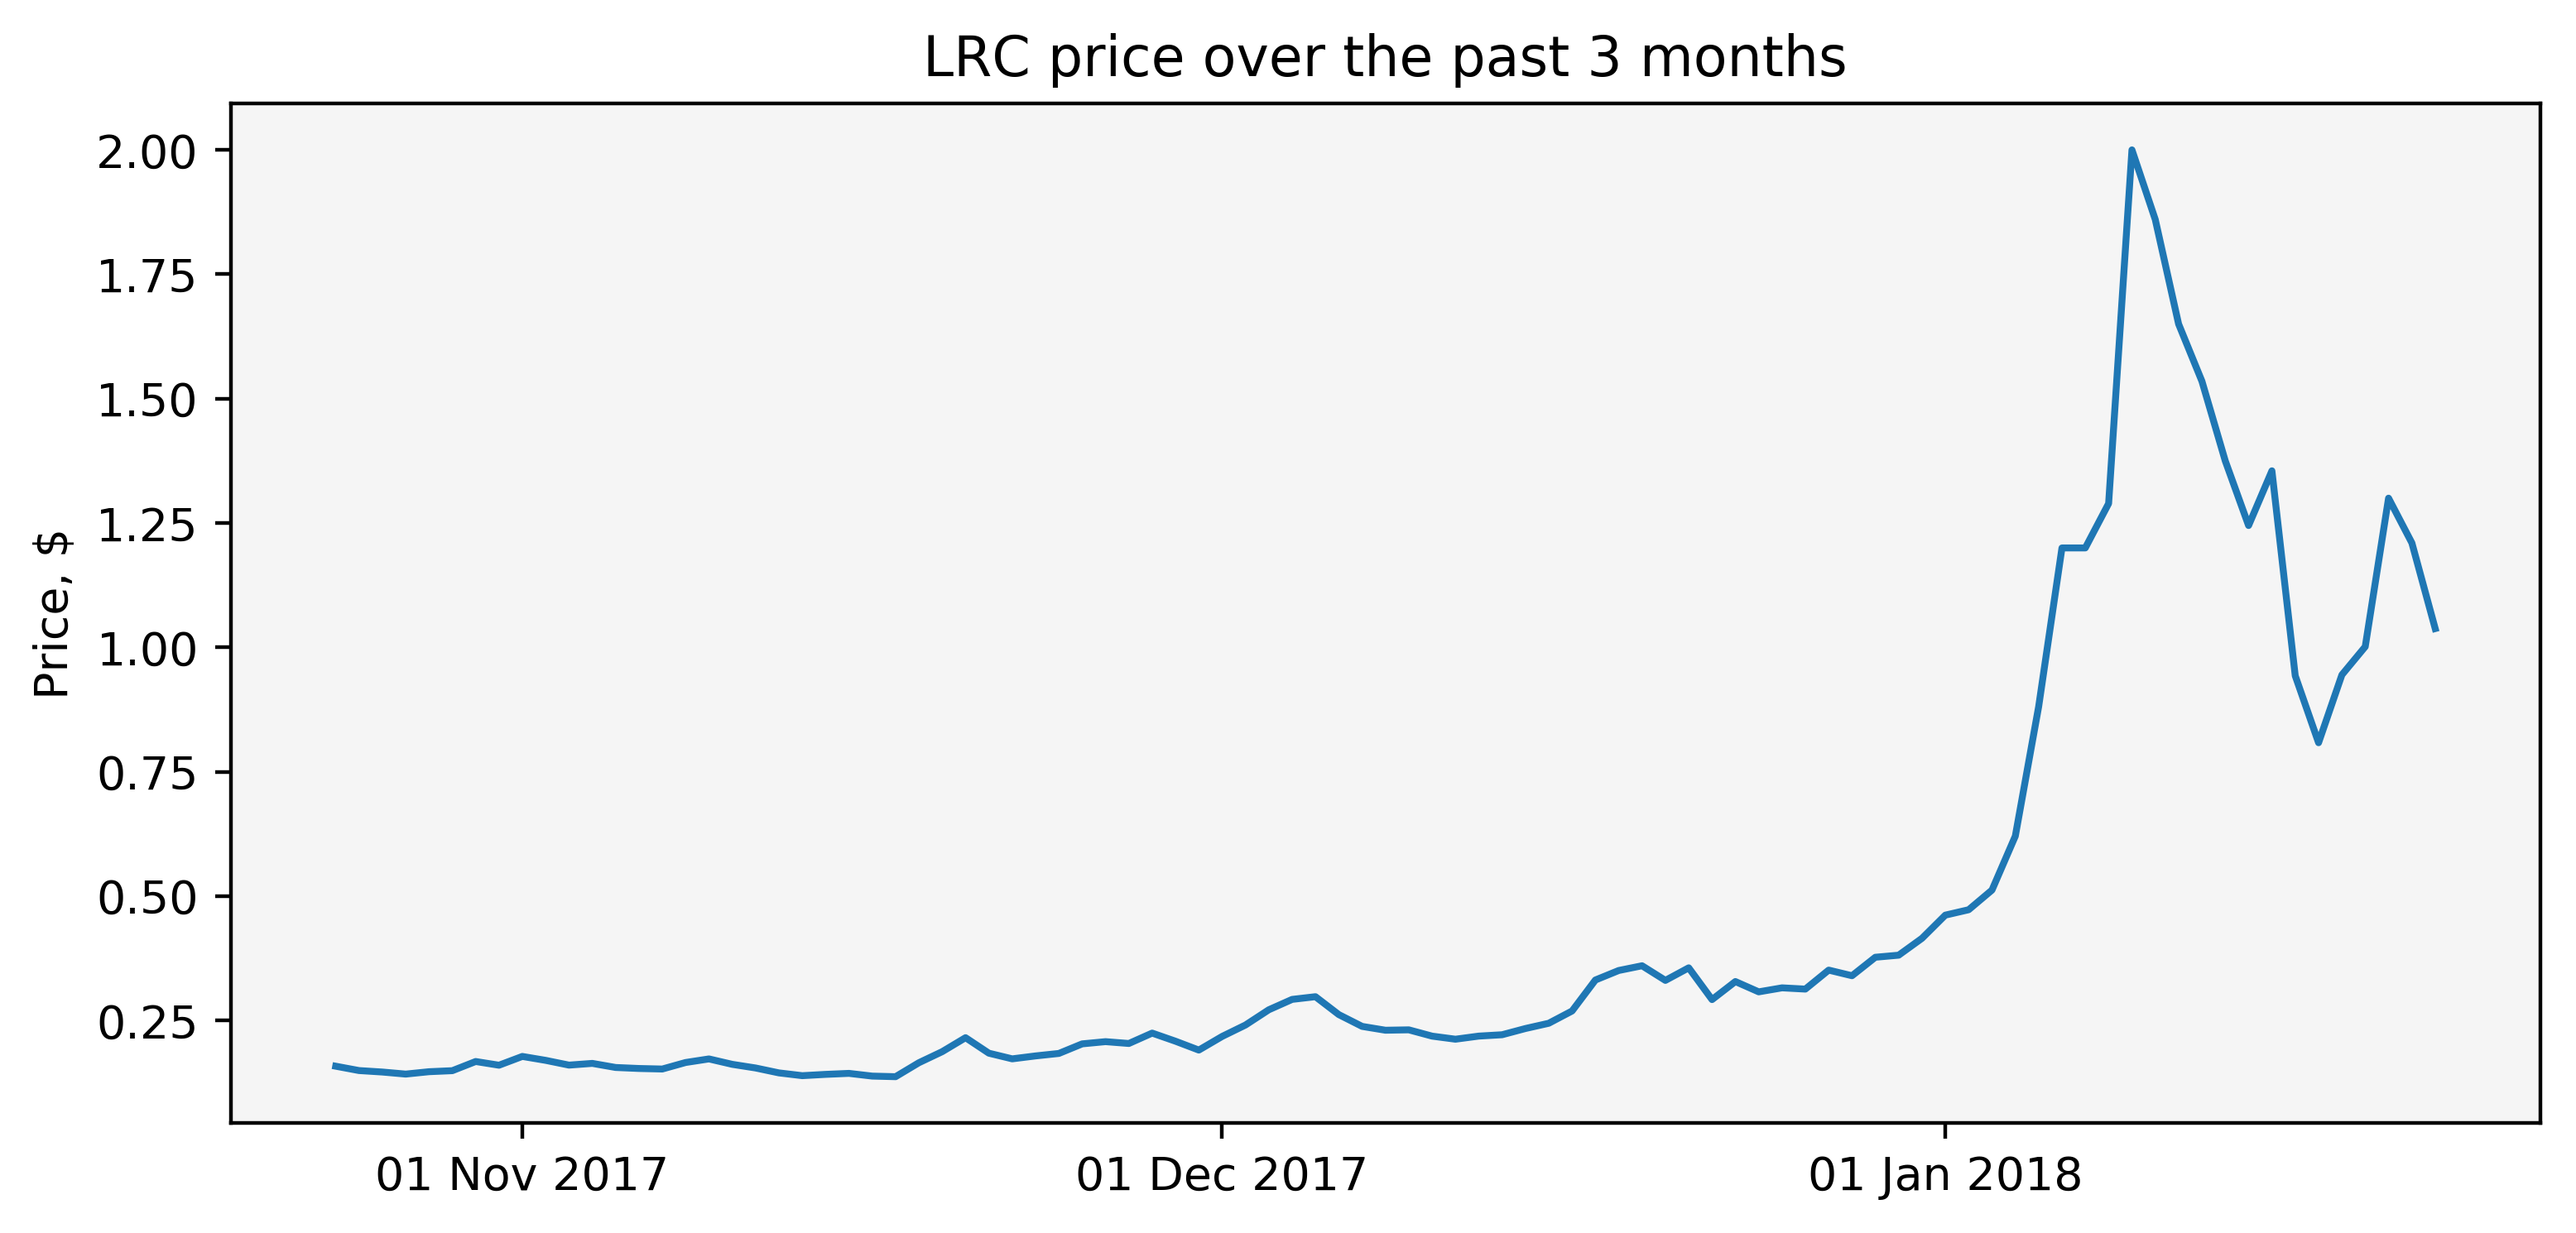 LRC price over the past 3 months
Price, $
2.00
1.75
1.50
1.25
1.00
0.75
0.50
0.25
01 Nov 2017
01 Dec 2017
01 Jan 2018